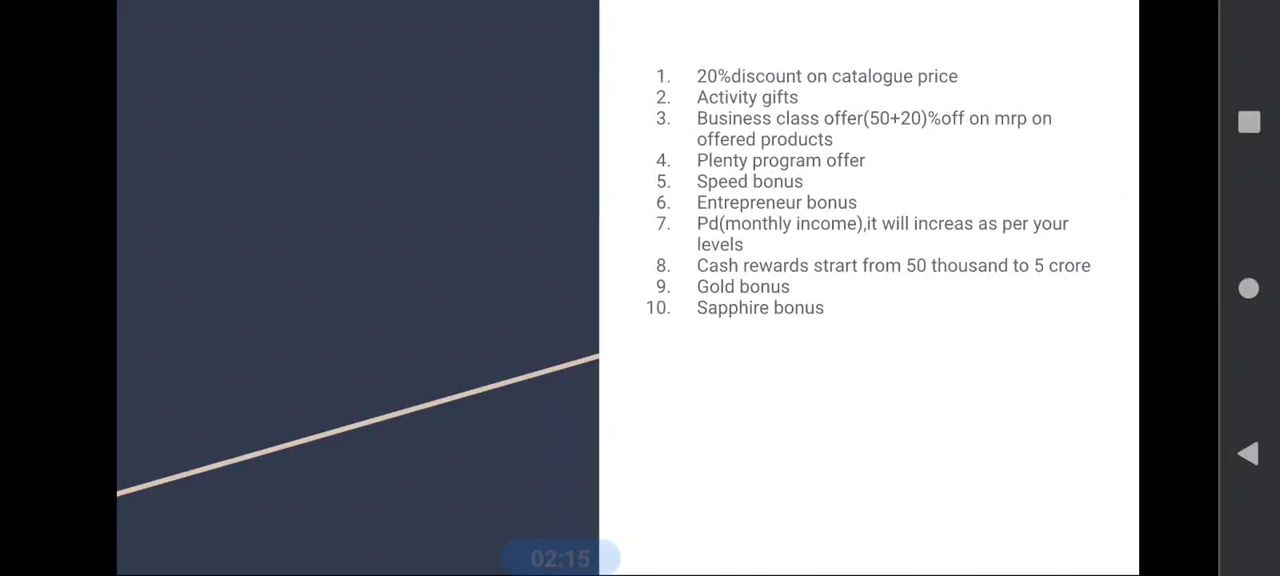 1. 20%discount on catalogue price
2. Activity gifts
3. Business class offer(50+20)%off on mrp on
offered products
4. Plenty program offer
5. Speed bonus
6. Entrepreneur bonus
7. Pd(monthly income),it will increas as per your
levels
8. Cash rewards strart from 50 thousand to 5 crore
9. Gold bonus
10. Sapphire bonus
02:15